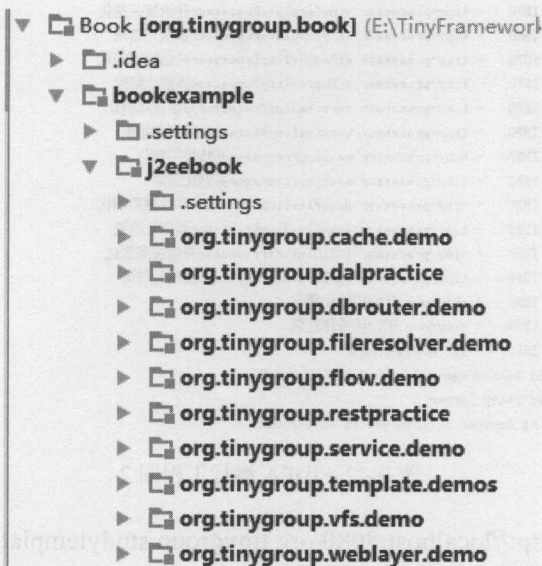 Book [org.tinygroup.book] (E:\TinyFramework
.idea
bookexample
.settings
j2eebook
.settings
org.tinygroup.cache.demo
org.tinygroup.dalpractice
org.tinygroup.dbrouter.demo
org.tinygroup.fileresolver.demo
org.tinygroup.flow.demo
org.tinygroup.restpractice
org.tinygroup.service.demo
org.tinygroup.template.demos
org.tinygroup.vfs.demo
org.tinygroup.weblayer.demo